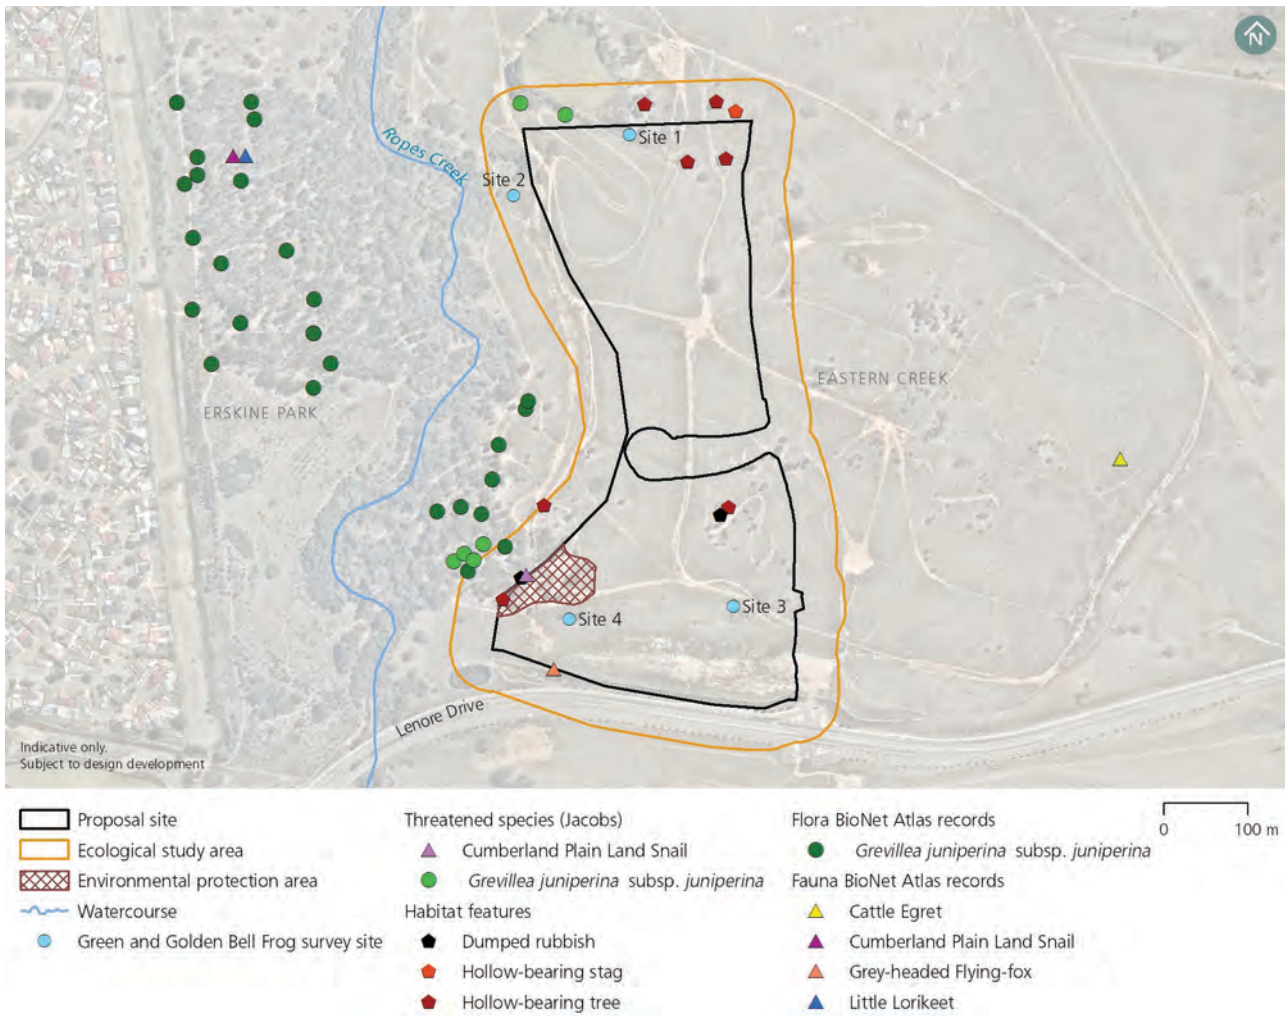 N
Ropes Creek
Site 1
Site 2
EASTERN CREEK
ERSKINE PARK
Site 3
Site 4
Lenore Drive
Indicative only.
Subject to design development
Proposal site
Ecological study area
Environmental protection area
Watercourse
Green and Golden Bell Frog survey site
Threatened species (Jacobs)
Cumberland Plain Land Snail
Grevillea juniperina subsp. juniperina
Habitat features
Dumped rubbish
Hollow-bearing stag
Hollow-bearing tree
Flora BioNet Atlas records
Grevillea juniperina subsp. juniperina
Fauna BioNet Atlas records
Cattle Egret
Cumberland Plain Land Snail
Grey-headed Flying-fox
Little Lorikeet
0 100 m